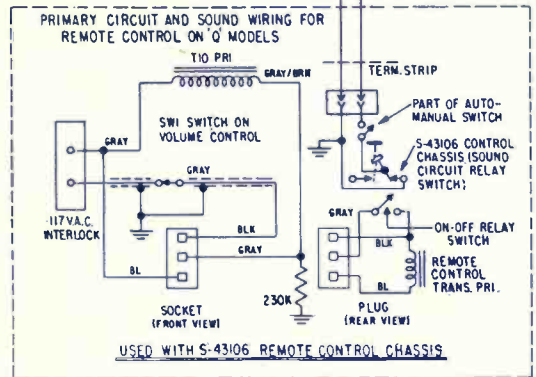 PRIMARY CIRCUIT AND SOUND WIRING FOR
REMOTE CONTROL ON 'Q' MODELS
T10 PRI
GRAY/BRN
TERM. STRIP
SW1 SWITCH ON
VOLUME CONTROL
PART OF AUTO-
MANUAL SWITCH
GRAY
GRAY
S-43106 CONTROL
CHASSIS (SOUND
CIRCUIT RELAY
SWITCH)
117 V.A.C.
INTERLOCK
BLK
GRAY
BL
GRAY
BLK
BL
ON-OFF RELAY
SWITCH
REMOTE
CONTROL
TRANS. PRI.
230K
SOCKET
(FRONT VIEW)
PLUG
(REAR VIEW)
USED WITH S-43106 REMOTE CONTROL CHASSIS